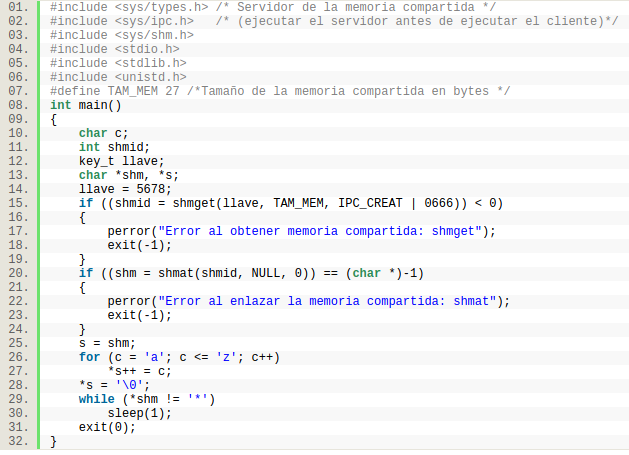 01. #include <sys/types.h> /* Servidor de la memoria compartida */
02. #include <sys/ipc.h>   /* (ejecutar el servidor antes de ejecutar el cliente)*/
03. #include <sys/shm.h>
04. #include <stdio.h>
05. #include <stdlib.h>
06. #include <unistd.h>
07. #define TAM_MEM 27 /*Tamaño de la memoria compartida en bytes */
08. int main()
09. {
10.     char c;
11.     int shmid;
12.     key_t llave;
13.     char *shm, *s;
14.     llave = 5678;
15.     if ((shmid = shmget(llave, TAM_MEM, IPC_CREAT | 0666)) < 0)
16.     {
17.         perror("Error al obtener memoria compartida: shmget");
18.         exit(-1);
19.     }
20.     if ((shm = shmat(shmid, NULL, 0)) == (char *)-1)
21.     {
22.         perror("Error al enlazar la memoria compartida: shmat");
23.         exit(-1);
24.     }
25.     s = shm;
26.     for (c = 'a'; c <= 'z'; c++)
27.         *s++ = c;
28.     *s = '\0';
29.     while (*shm != '*')
30.         sleep(1);
31.     exit(0);
32. }